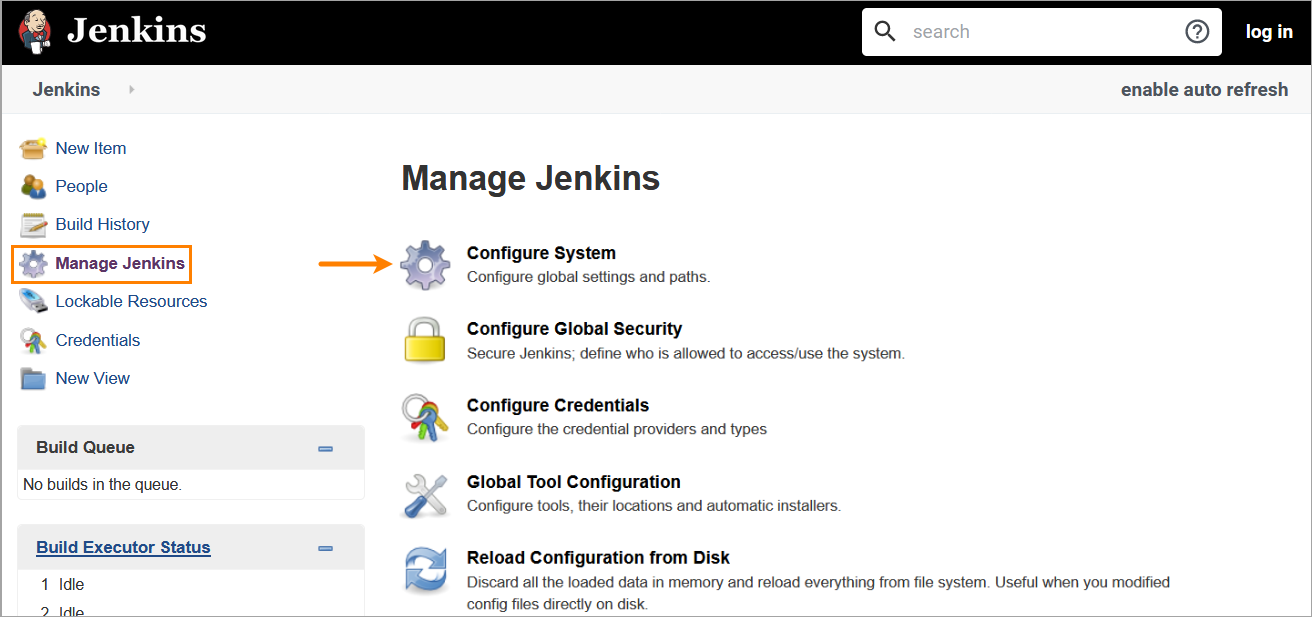 Jenkins
search
log in
Jenkins
enable auto refresh
New Item
People
Build History
Manage Jenkins
Lockable Resources
Credentials
New View
Build Queue
No builds in the queue.
Build Executor Status
1 Idle
2 Idle
Manage Jenkins
Configure System
Configure global settings and paths.
Configure Global Security
Secure Jenkins; define who is allowed to access/use the system.
Configure Credentials
Configure the credential providers and types
Global Tool Configuration
Configure tools, their locations and automatic installers.
Reload Configuration from Disk
Discard all the loaded data in memory and reload everything from file system. Useful when you modified
config files directly on disk.